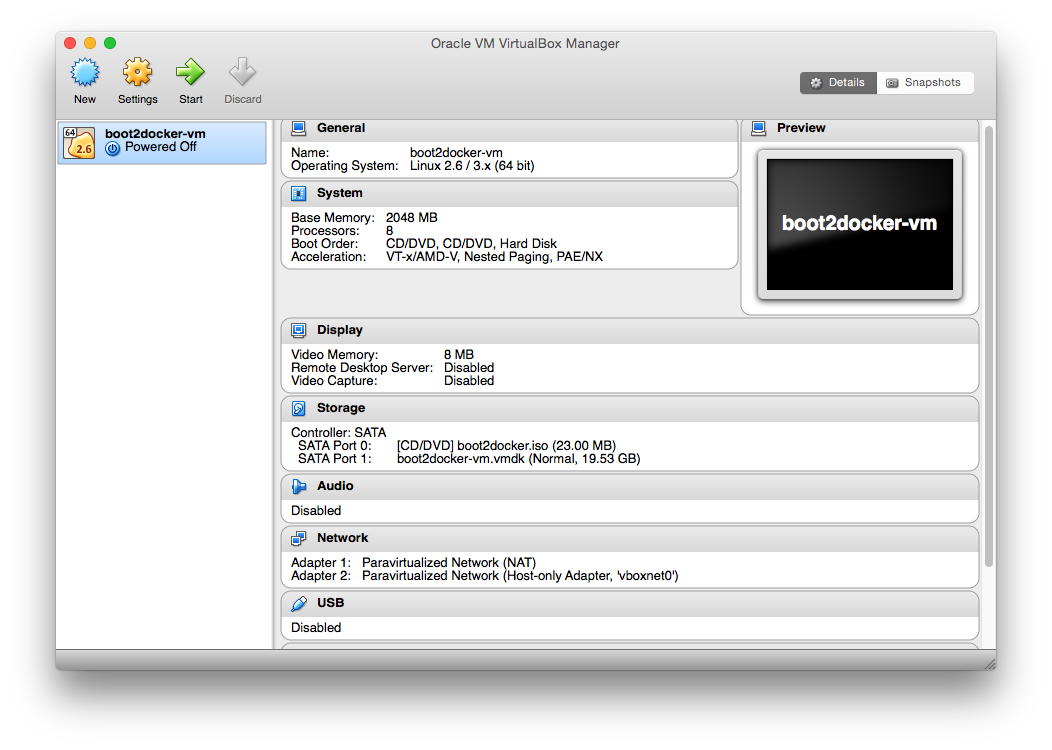 Oracle VM VirtualBox Manager
New Settings Start Discard
Details Snapshots
64
2.6
boot2docker-vm
Powered Off
General
Name: boot2docker-vm
Operating System: Linux 2.6 / 3.x (64 bit)
System
Base Memory: 2048 MB
Processors: 8
Boot Order: CD/DVD, CD/DVD, Hard Disk
Acceleration: VT-x/AMD-V, Nested Paging, PAE/NX
Preview
boot2docker-vm
Display
Video Memory: 8 MB
Remote Desktop Server: Disabled
Video Capture: Disabled
Storage
Controller: SATA
SATA Port 0: [CD/DVD] boot2docker.iso (23.00 MB)
SATA Port 1: boot2docker-vm.vmdk (Normal, 19.53 GB)
Audio
Disabled
Network
Adapter 1: Paravirtualized Network (NAT)
Adapter 2: Paravirtualized Network (Host-only Adapter, 'vboxnet0')
USB
Disabled